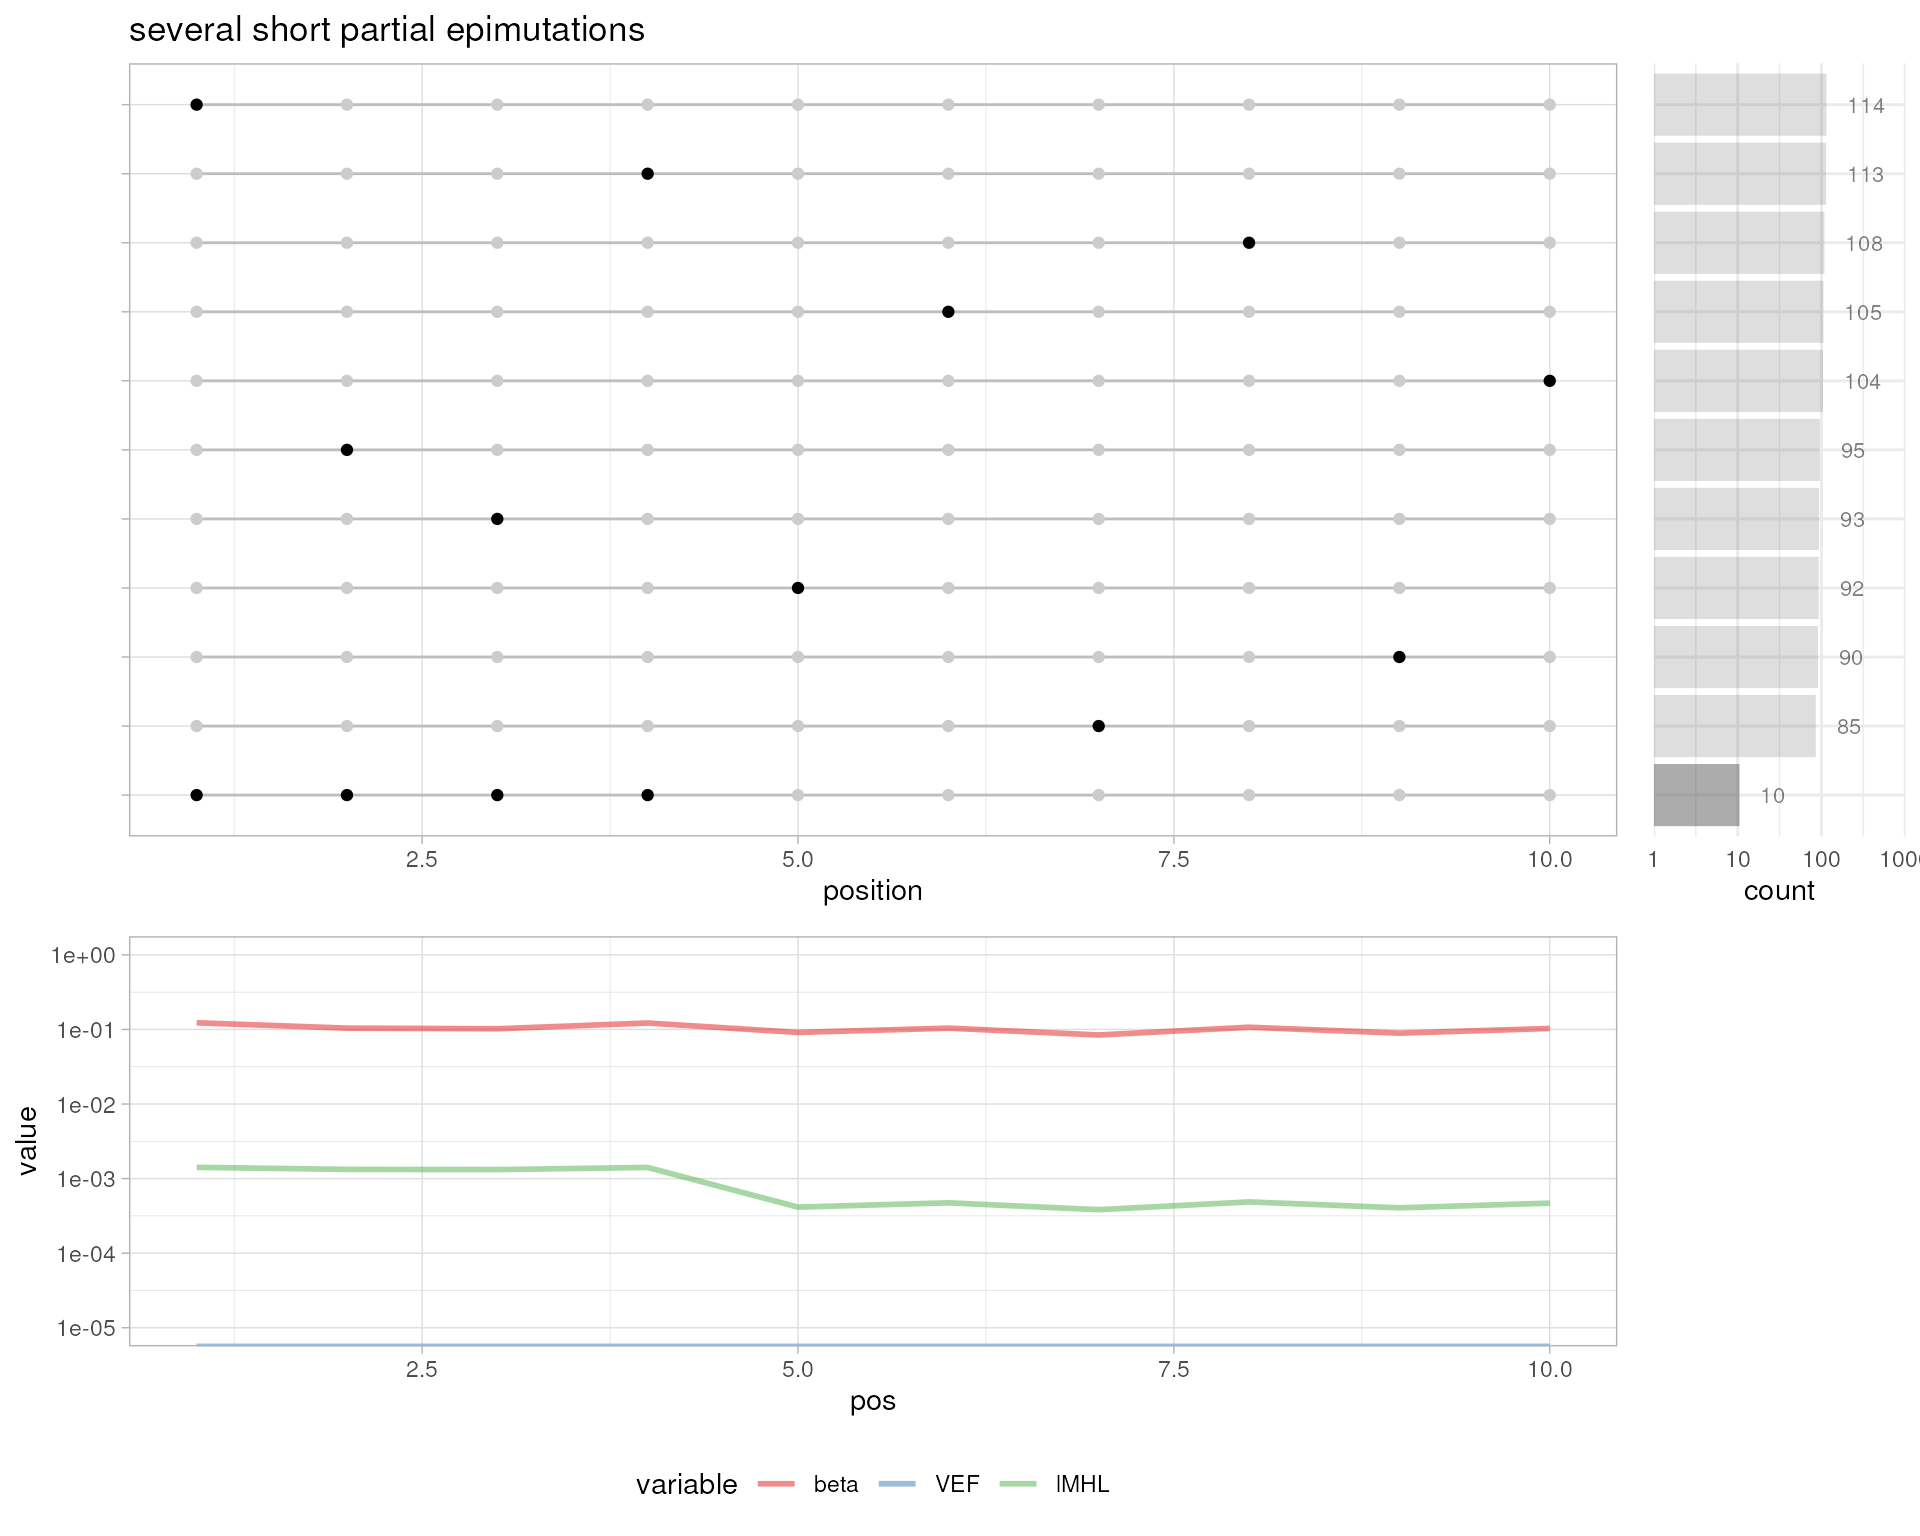 several short partial epimutations
114
113
108
105
104
95
93
92
90
85
10
2.5 5.0 7.5 10.0 1 10 100
position count
1e+00
1e-01
1e-02
1e-03
1e-04
1e-05
value
2.5 5.0 7.5 10.0
pos
variable beta VEF lMHL